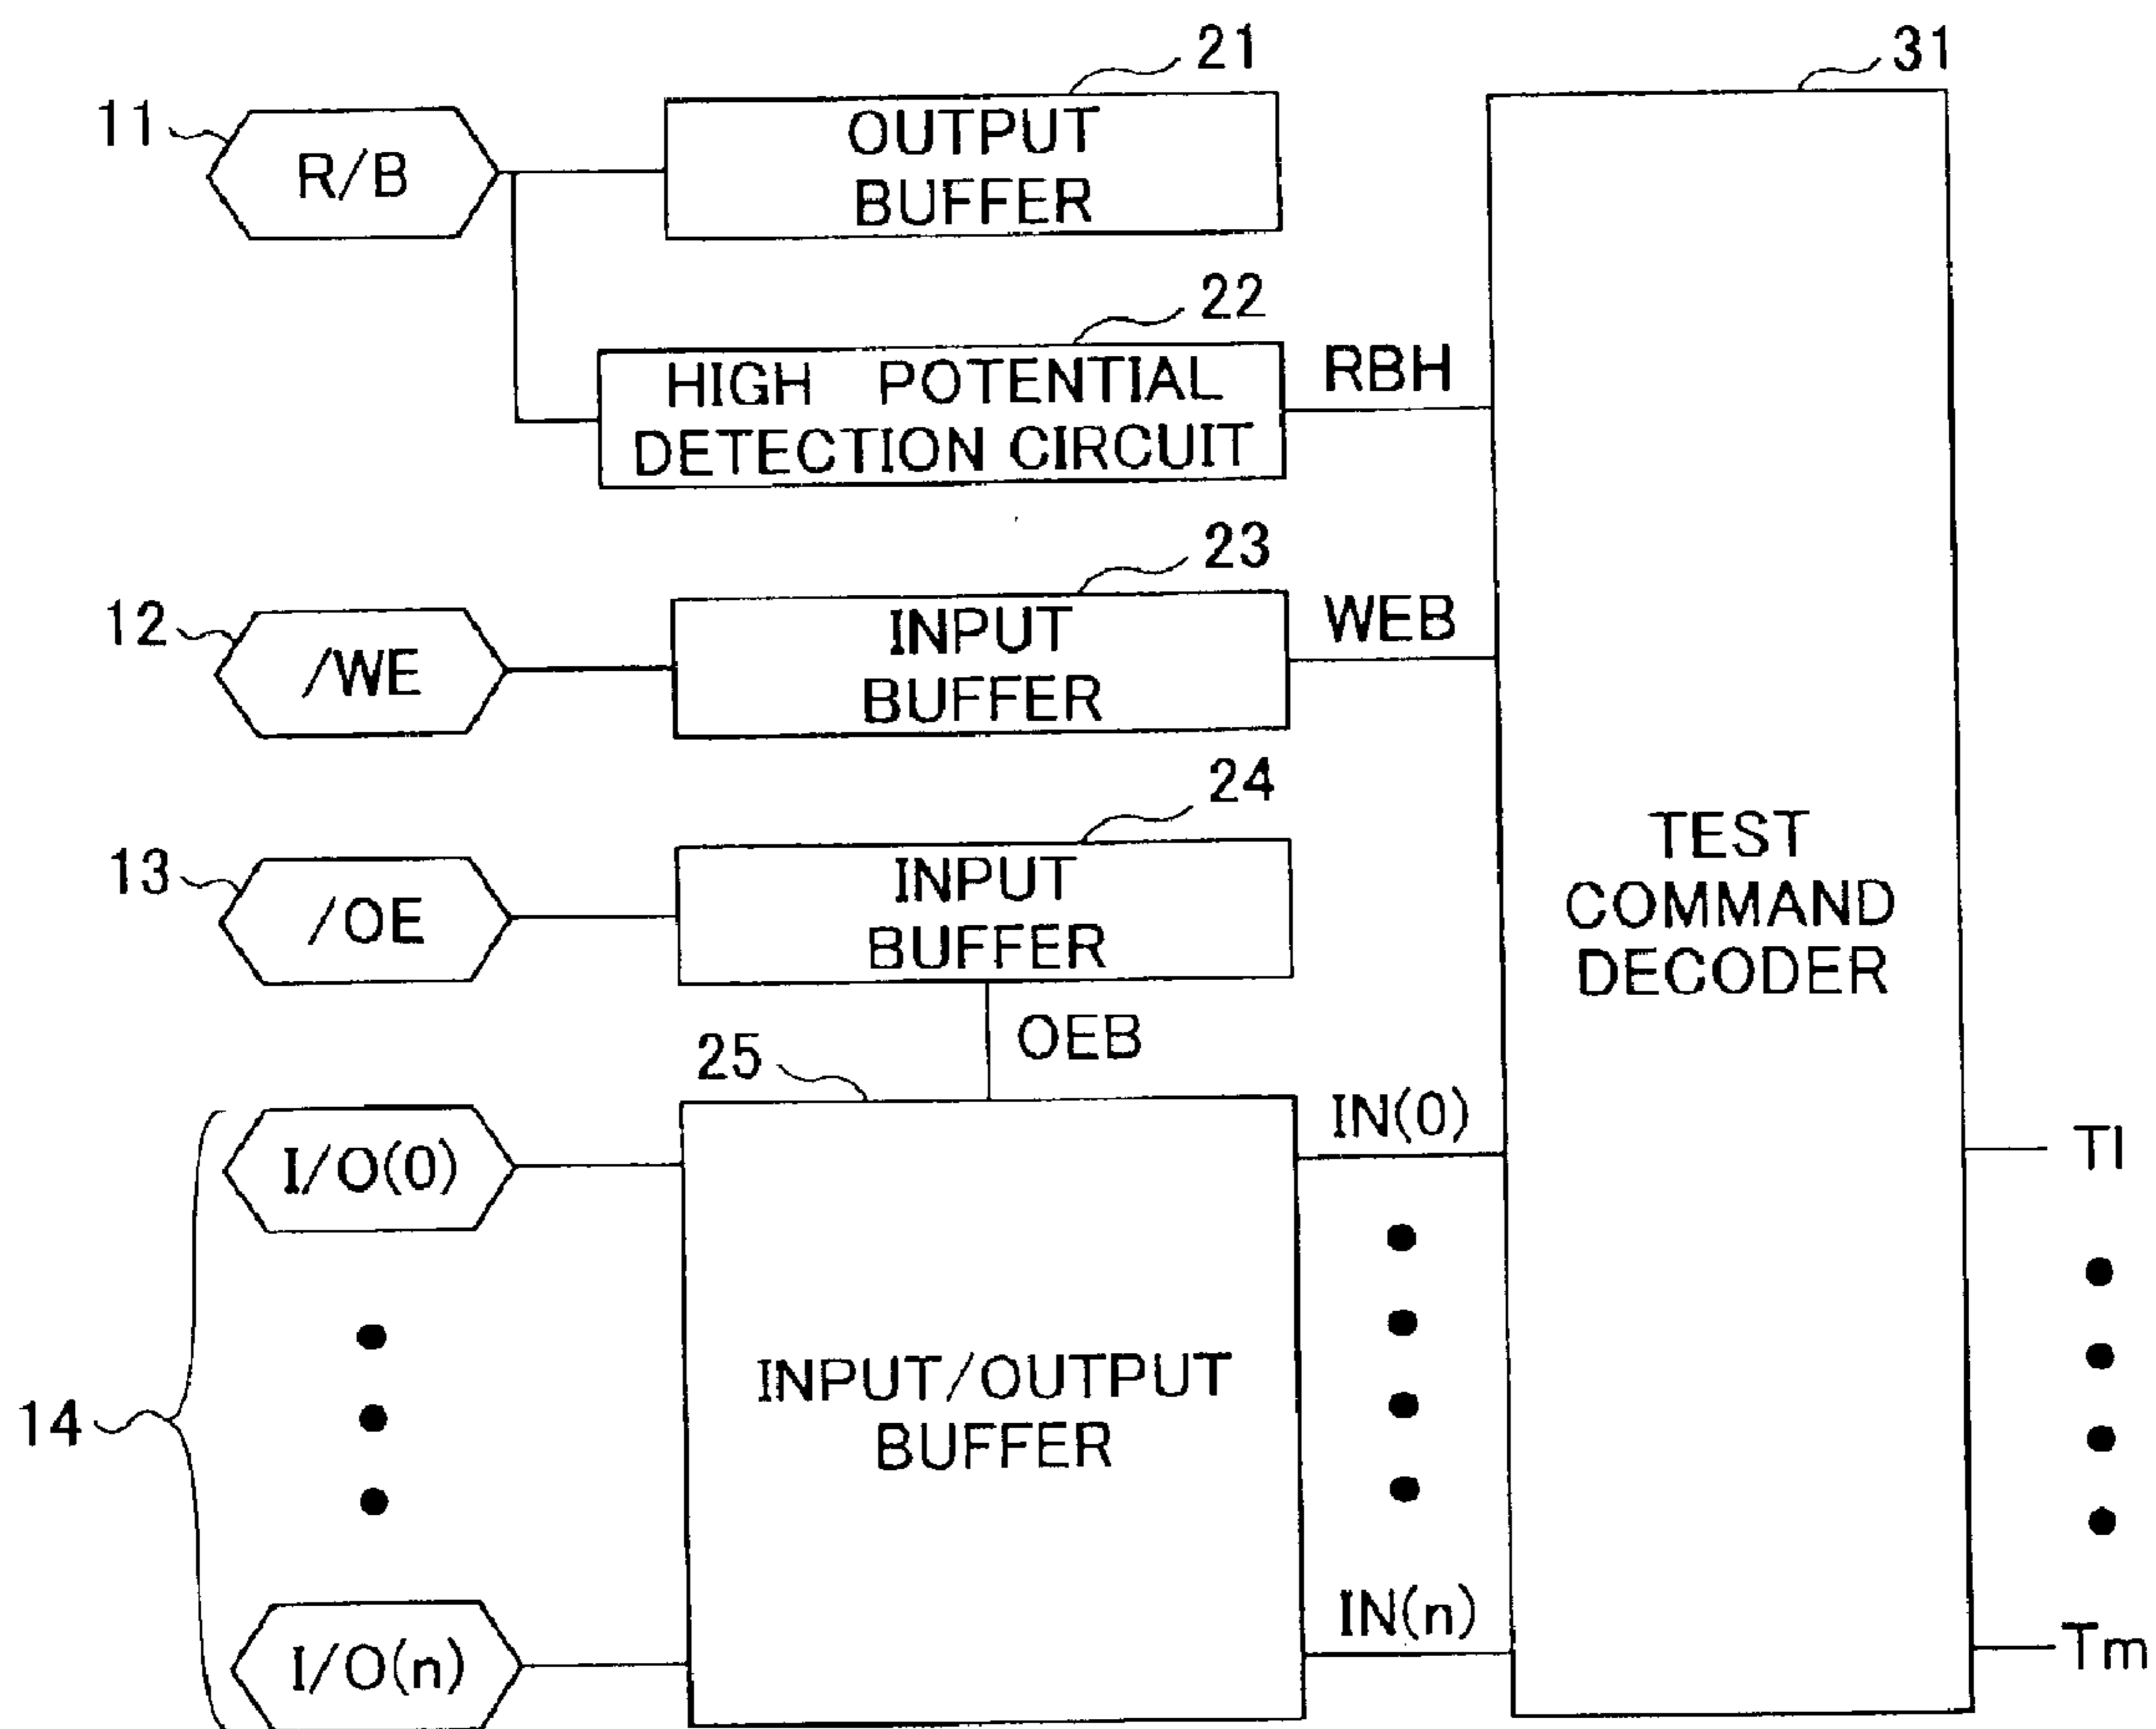 21
31
11
R/B
OUTPUT
BUFFER
22
HIGH POTENTIAL
DETECTION CIRCUIT
RBH
23
12
/WE
INPUT
BUFFER
WEB
24
13
/OE
INPUT
BUFFER
TEST
COMMAND
DECODER
OEB
25
I/O(0)
IN(0)
Tl
14
INPUT/OUTPUT
BUFFER
I/O(n)
IN(n)
Tm